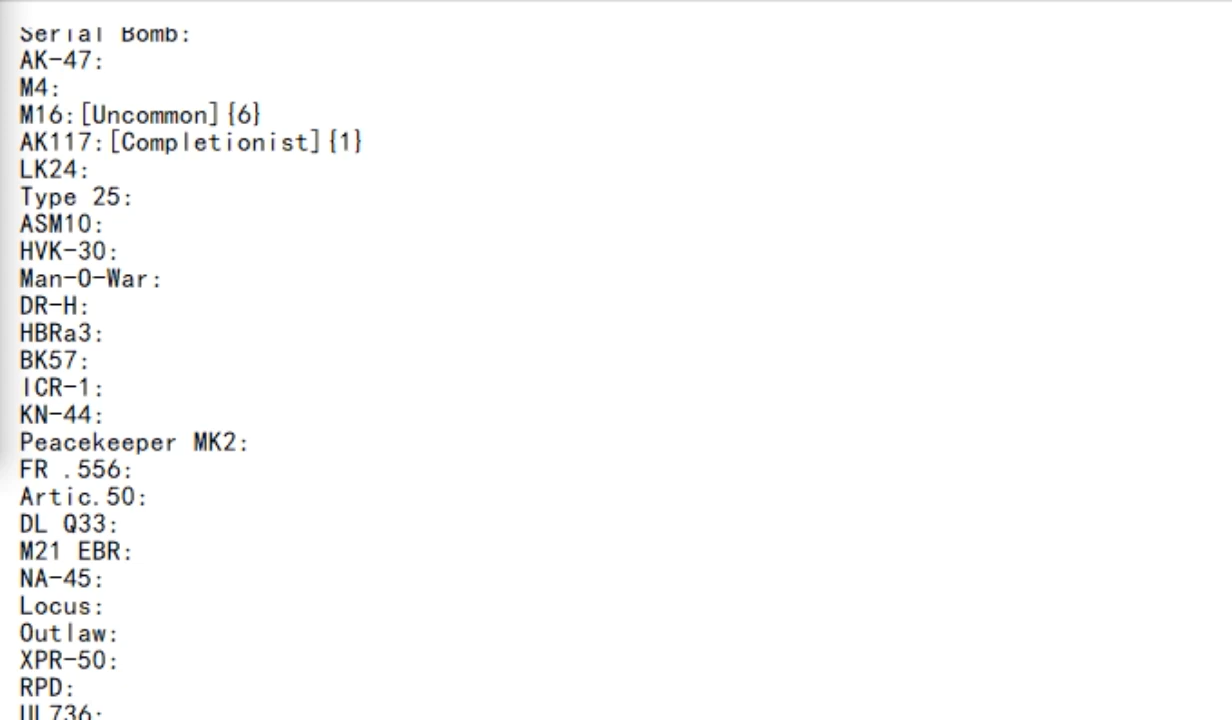 Serial Bomb:
AK-47:
M4:
M16:[Uncommon]{6}
AK117:[Completionist]{1}
LK24:
Type 25:
ASM10:
HVK-30:
Man-O-War:
DR-H:
HBRa3:
BK57:
ICR-1:
KN-44:
Peacekeeper MK2:
FR .556:
Artic.50:
DL Q33:
M21 EBR:
NA-45:
Locus:
Outlaw:
XPR-50:
RPD:
UL736: